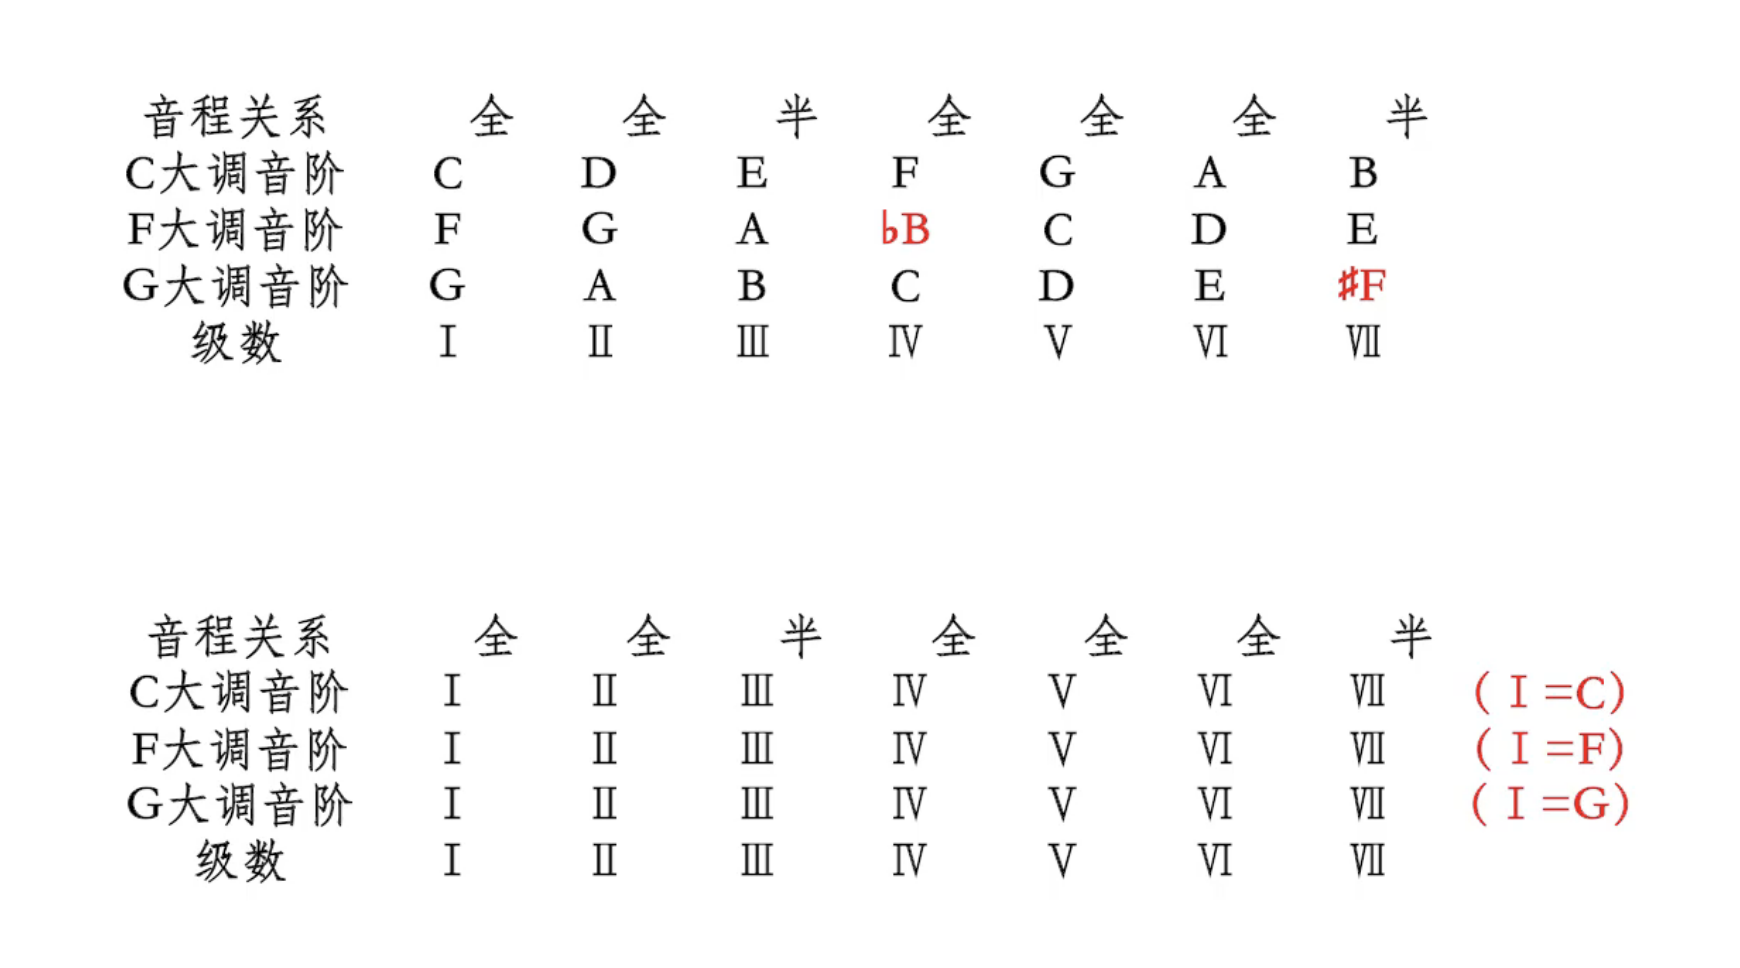 音程关系 全 全 半 全 全 全 半
C大调音阶 C D E F G A B
F大调音阶 F G A ♭B C D E
G大调音阶 G A B C D E ♯F
级数 Ⅰ Ⅱ Ⅲ Ⅳ Ⅴ Ⅵ Ⅶ
音程关系 全 全 半 全 全 全 半
C大调音阶 Ⅰ Ⅱ Ⅲ Ⅳ Ⅴ Ⅵ Ⅶ (Ⅰ=C)
F大调音阶 Ⅰ Ⅱ Ⅲ Ⅳ Ⅴ Ⅵ Ⅶ (Ⅰ=F)
G大调音阶 Ⅰ Ⅱ Ⅲ Ⅳ Ⅴ Ⅵ Ⅶ (Ⅰ=G)
级数 Ⅰ Ⅱ Ⅲ Ⅳ Ⅴ Ⅵ Ⅶ